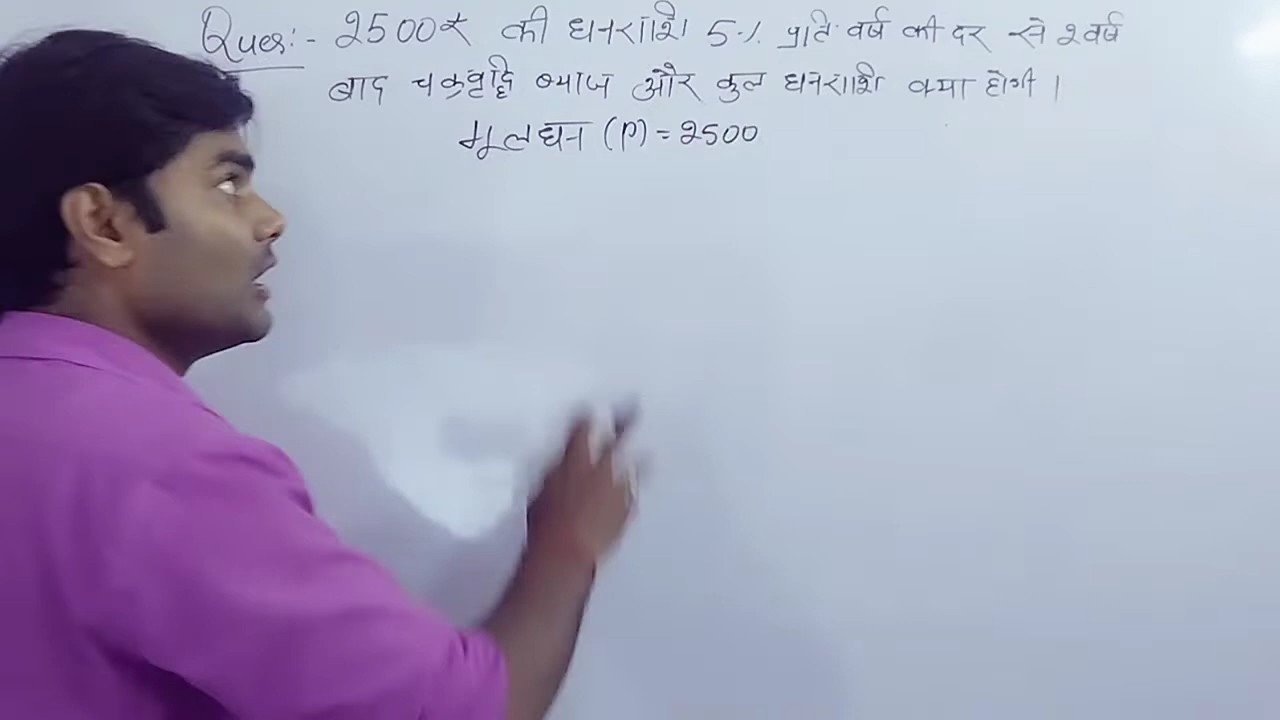 Ques:- 2500₹ की धनराशि 5% प्रति वर्ष की दर से 2 वर्ष
बाद चक्रवृद्धि ब्याज और कुल धनराशि क्या होगी ।
मूलधन (P) = 2500